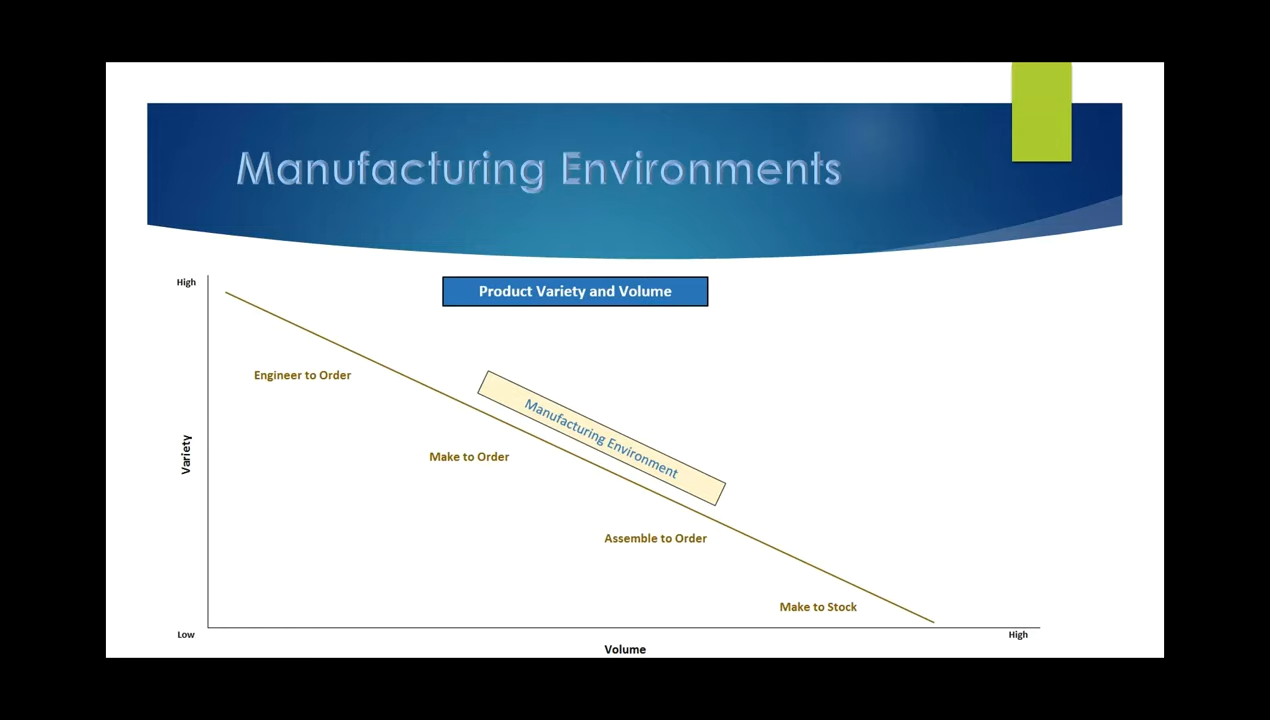 Manufacturing Environments
Product Variety and Volume
High
Engineer to Order
Manufacturing Environment
Variety
Make to Order
Assemble to Order
Make to Stock
Low
High
Volume